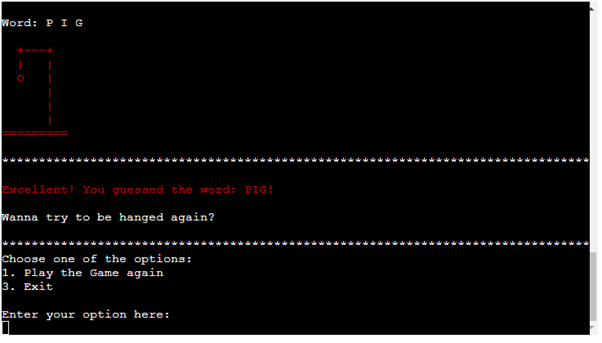 Word: P I G
+---+
|   |
O   |
|
|
|
=========
*******************************************************************************
Excellent! You guessed the word: PIG!
Wanna try to be hanged again?
*******************************************************************************
Choose one of the options:
1. Play the Game again
3. Exit
Enter your option here: